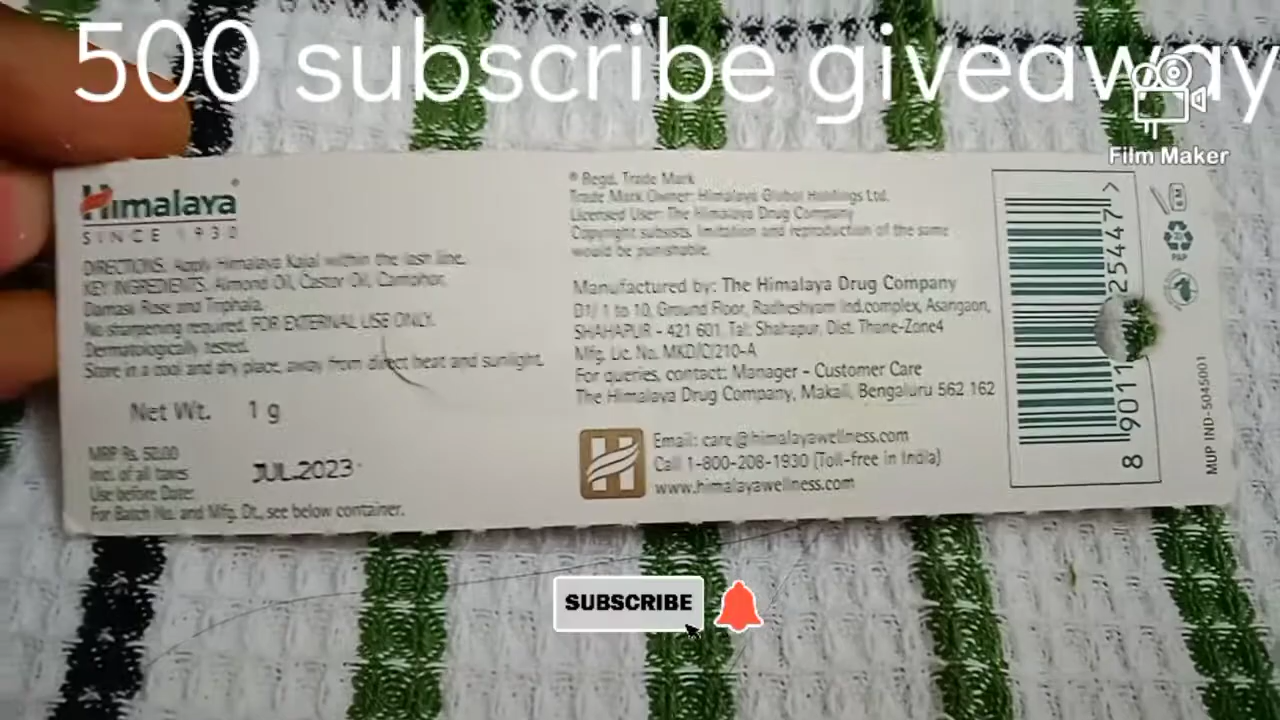 500 subscribe giveaway
Film Maker
Himalaya
SINCE 1930
DIRECTIONS: Apply Himalaya Kajal within the lash line.
KEY INGREDIENTS: Almond Oil, Castor Oil, Camphor,
Damask Rose and Triphala.
No sharpening required. FOR EXTERNAL USE ONLY.
Dermatologically tested.
Store in a cool and dry place, away from direct heat and sunlight.
Net Wt. 1 g
MRP Rs. 50.00
Incl. of all taxes
Use before Date: JUL.2023
For Batch No. and Mfg. Dt., see below container.
® Regd. Trade Mark
Trade Mark Owner: Himalaya Global Holdings Ltd.
Licensed User: The Himalaya Drug Company
Copyright subsists. Imitation and reproduction of the same
would be punishable.
Manufactured by: The Himalaya Drug Company
D1/ 1 to 10, Ground Floor, Radheshyam Ind.complex, Asangaon,
SHAHAPUR - 421 601, Tal: Shahapur, Dist. Thane-Zone4
Mfg. Lic. No. MKD/C/210-A
For queries, contact: Manager - Customer Care
The Himalaya Drug Company, Makali, Bengaluru 562 162
Email: care@himalayawellness.com
Call 1-800-208-1930 (Toll-free in India)
www.himalayawellness.com
8 9011 25447 >
PAP
MUP IND-5045001
SUBSCRIBE